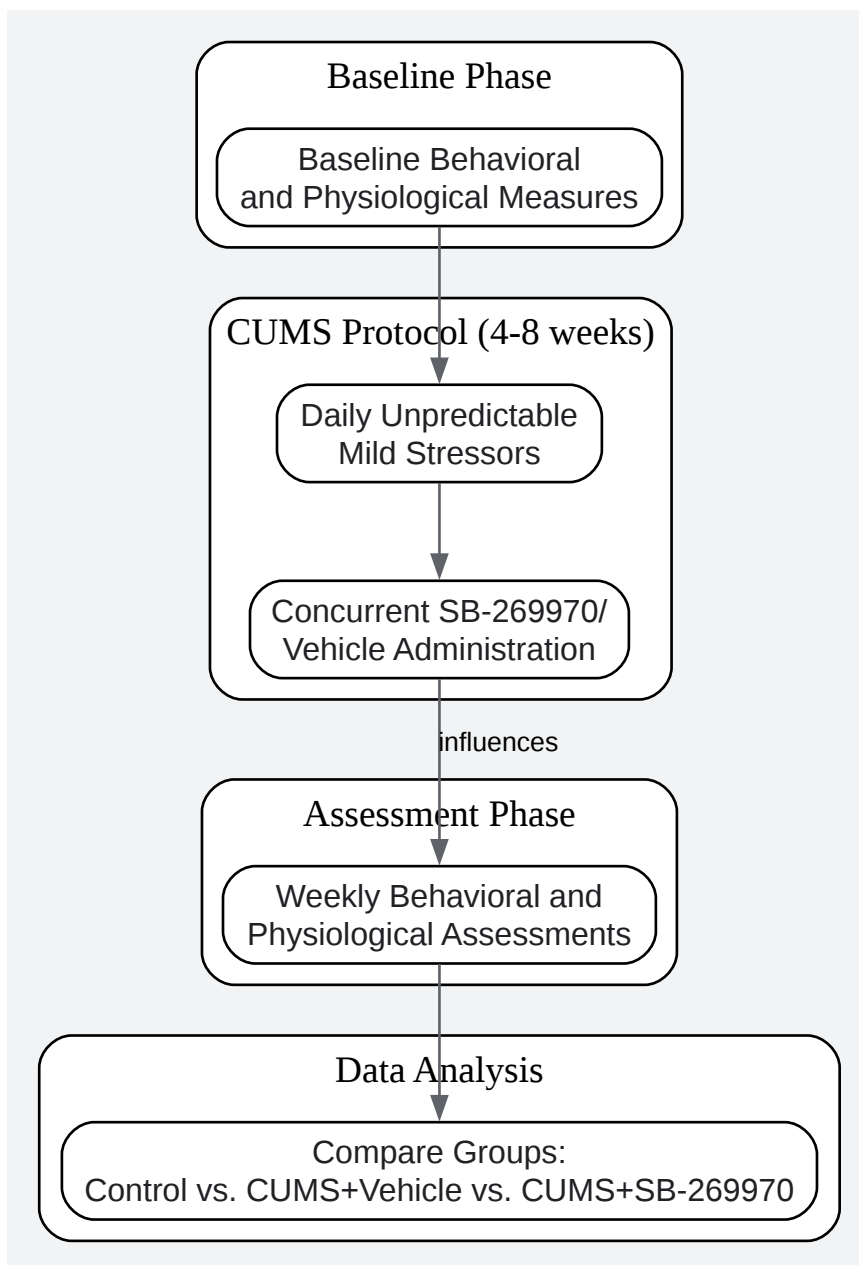 Baseline Phase
Baseline Behavioral
and Physiological Measures
CUMS Protocol (4-8 weeks)
Daily Unpredictable
Mild Stressors
Concurrent SB-269970/
Vehicle Administration
influences
Assessment Phase
Weekly Behavioral and
Physiological Assessments
Data Analysis
Compare Groups:
Control vs. CUMS+Vehicle vs. CUMS+SB-269970